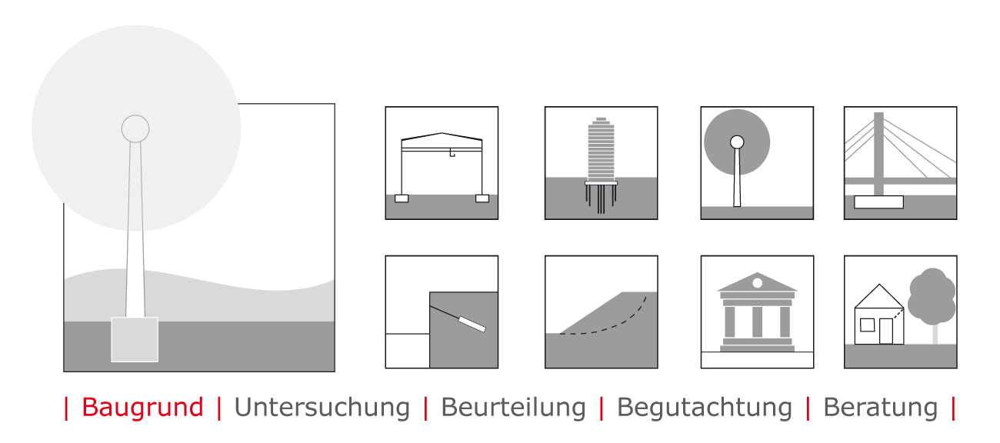 | Baugrund | Untersuchung | Beurteilung | Begutachtung | Beratung |